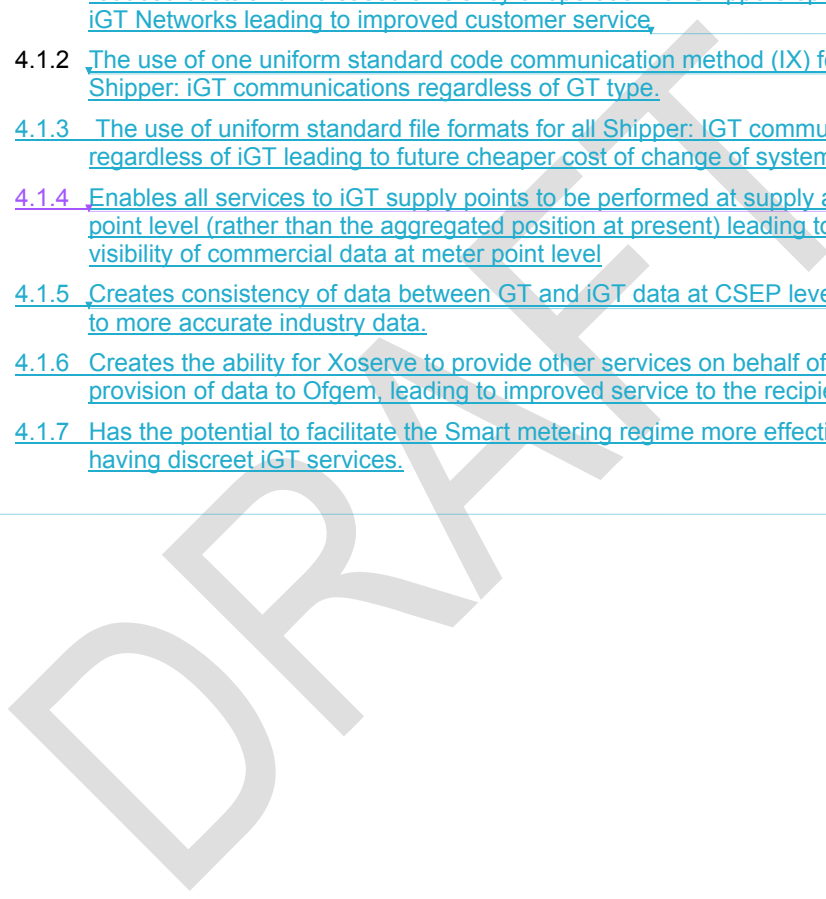 iGT Networks leading to improved customer service
4.1.2 The use of one uniform standard code communication method (IX) f
Shipper: iGT communications regardless of GT type.
4.1.3 The use of uniform standard file formats for all Shipper: IGT commu
regardless of iGT leading to future cheaper cost of change of system
4.1.4 Enables all services to iGT supply points to be performed at supply a
point level (rather than the aggregated position at present) leading to
visibility of commercial data at meter point level
4.1.5 Creates consistency of data between GT and iGT data at CSEP leve
to more accurate industry data.
4.1.6 Creates the ability for Xoserve to provide other services on behalf of
provision of data to Ofgem, leading to improved service to the recipie
4.1.7 Has the potential to facilitate the Smart metering regime more effecti
having discreet iGT services.
DRAFT